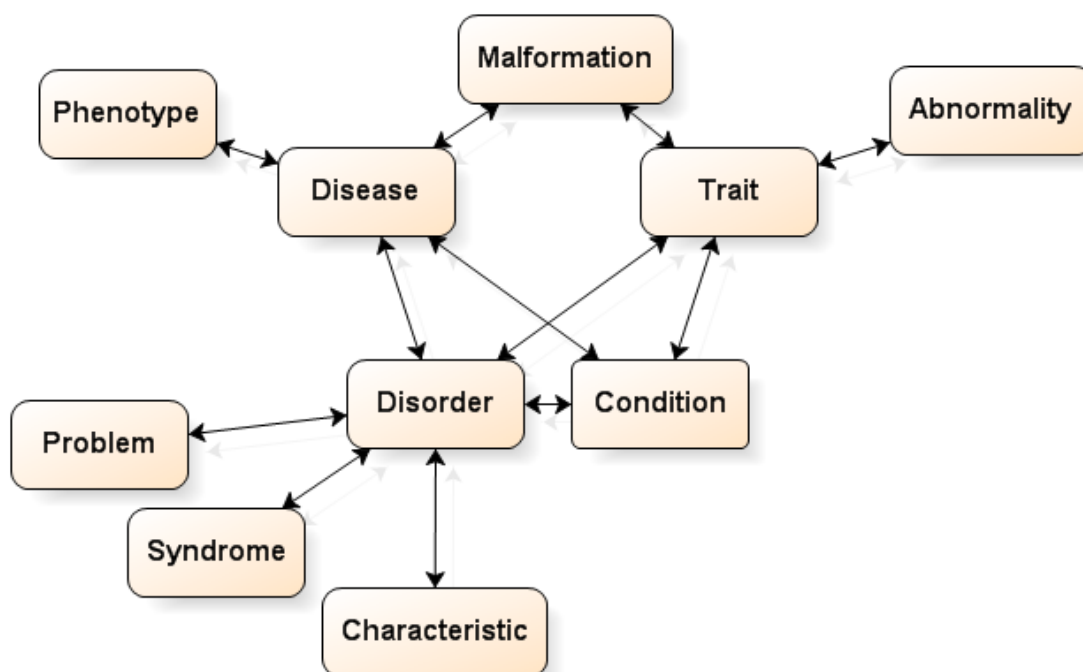 Malformation
Phenotype
Abnormality
Disease
Trait
Disorder
Condition
Problem
Syndrome
Characteristic